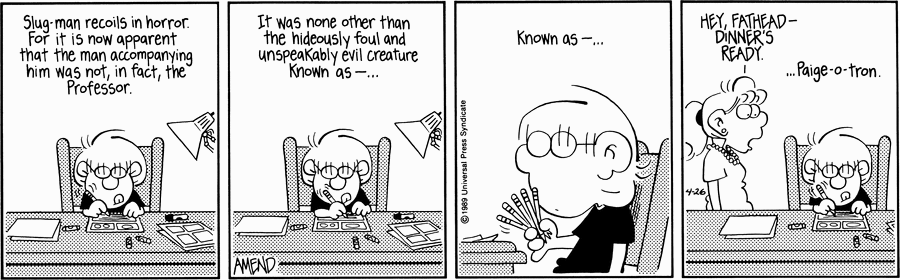 Slug-man recoils in horror.
For it is now apparent
that the man accompanying
him was not, in fact, the
Professor.
It was none other than
the hideously foul and
unspeakably evil creature
known as—...
AMEND
Known as—...
©1989 Universal Press Syndicate
HEY, FATHEAD—
DINNER'S
READY.
...Paige-o-tron.
4-26